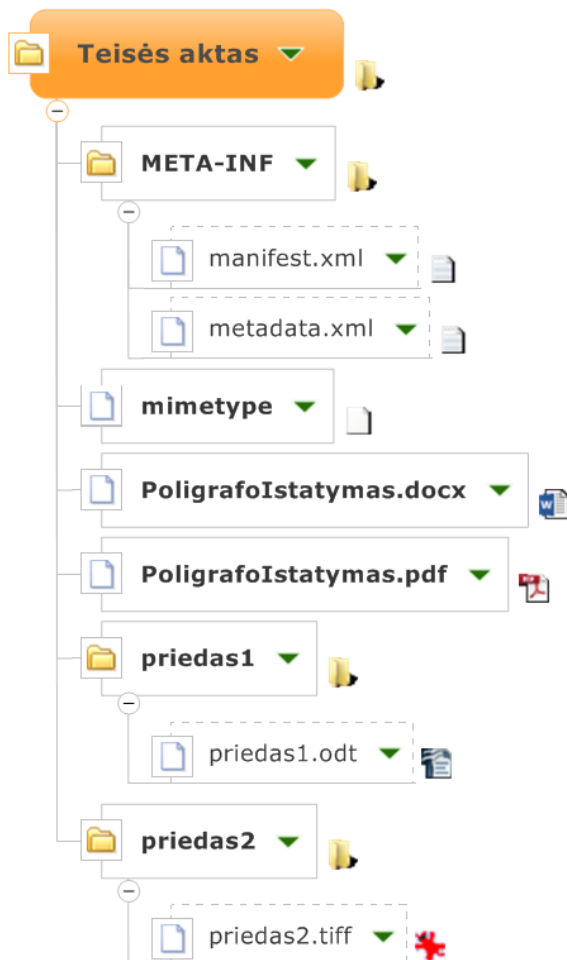 Teisės aktas
META-INF
manifest.xml
metadata.xml
mimetype
PoligrafoIstatymas.docx
PoligrafoIstatymas.pdf
priedas1
priedas1.odt
priedas2
priedas2.tiff